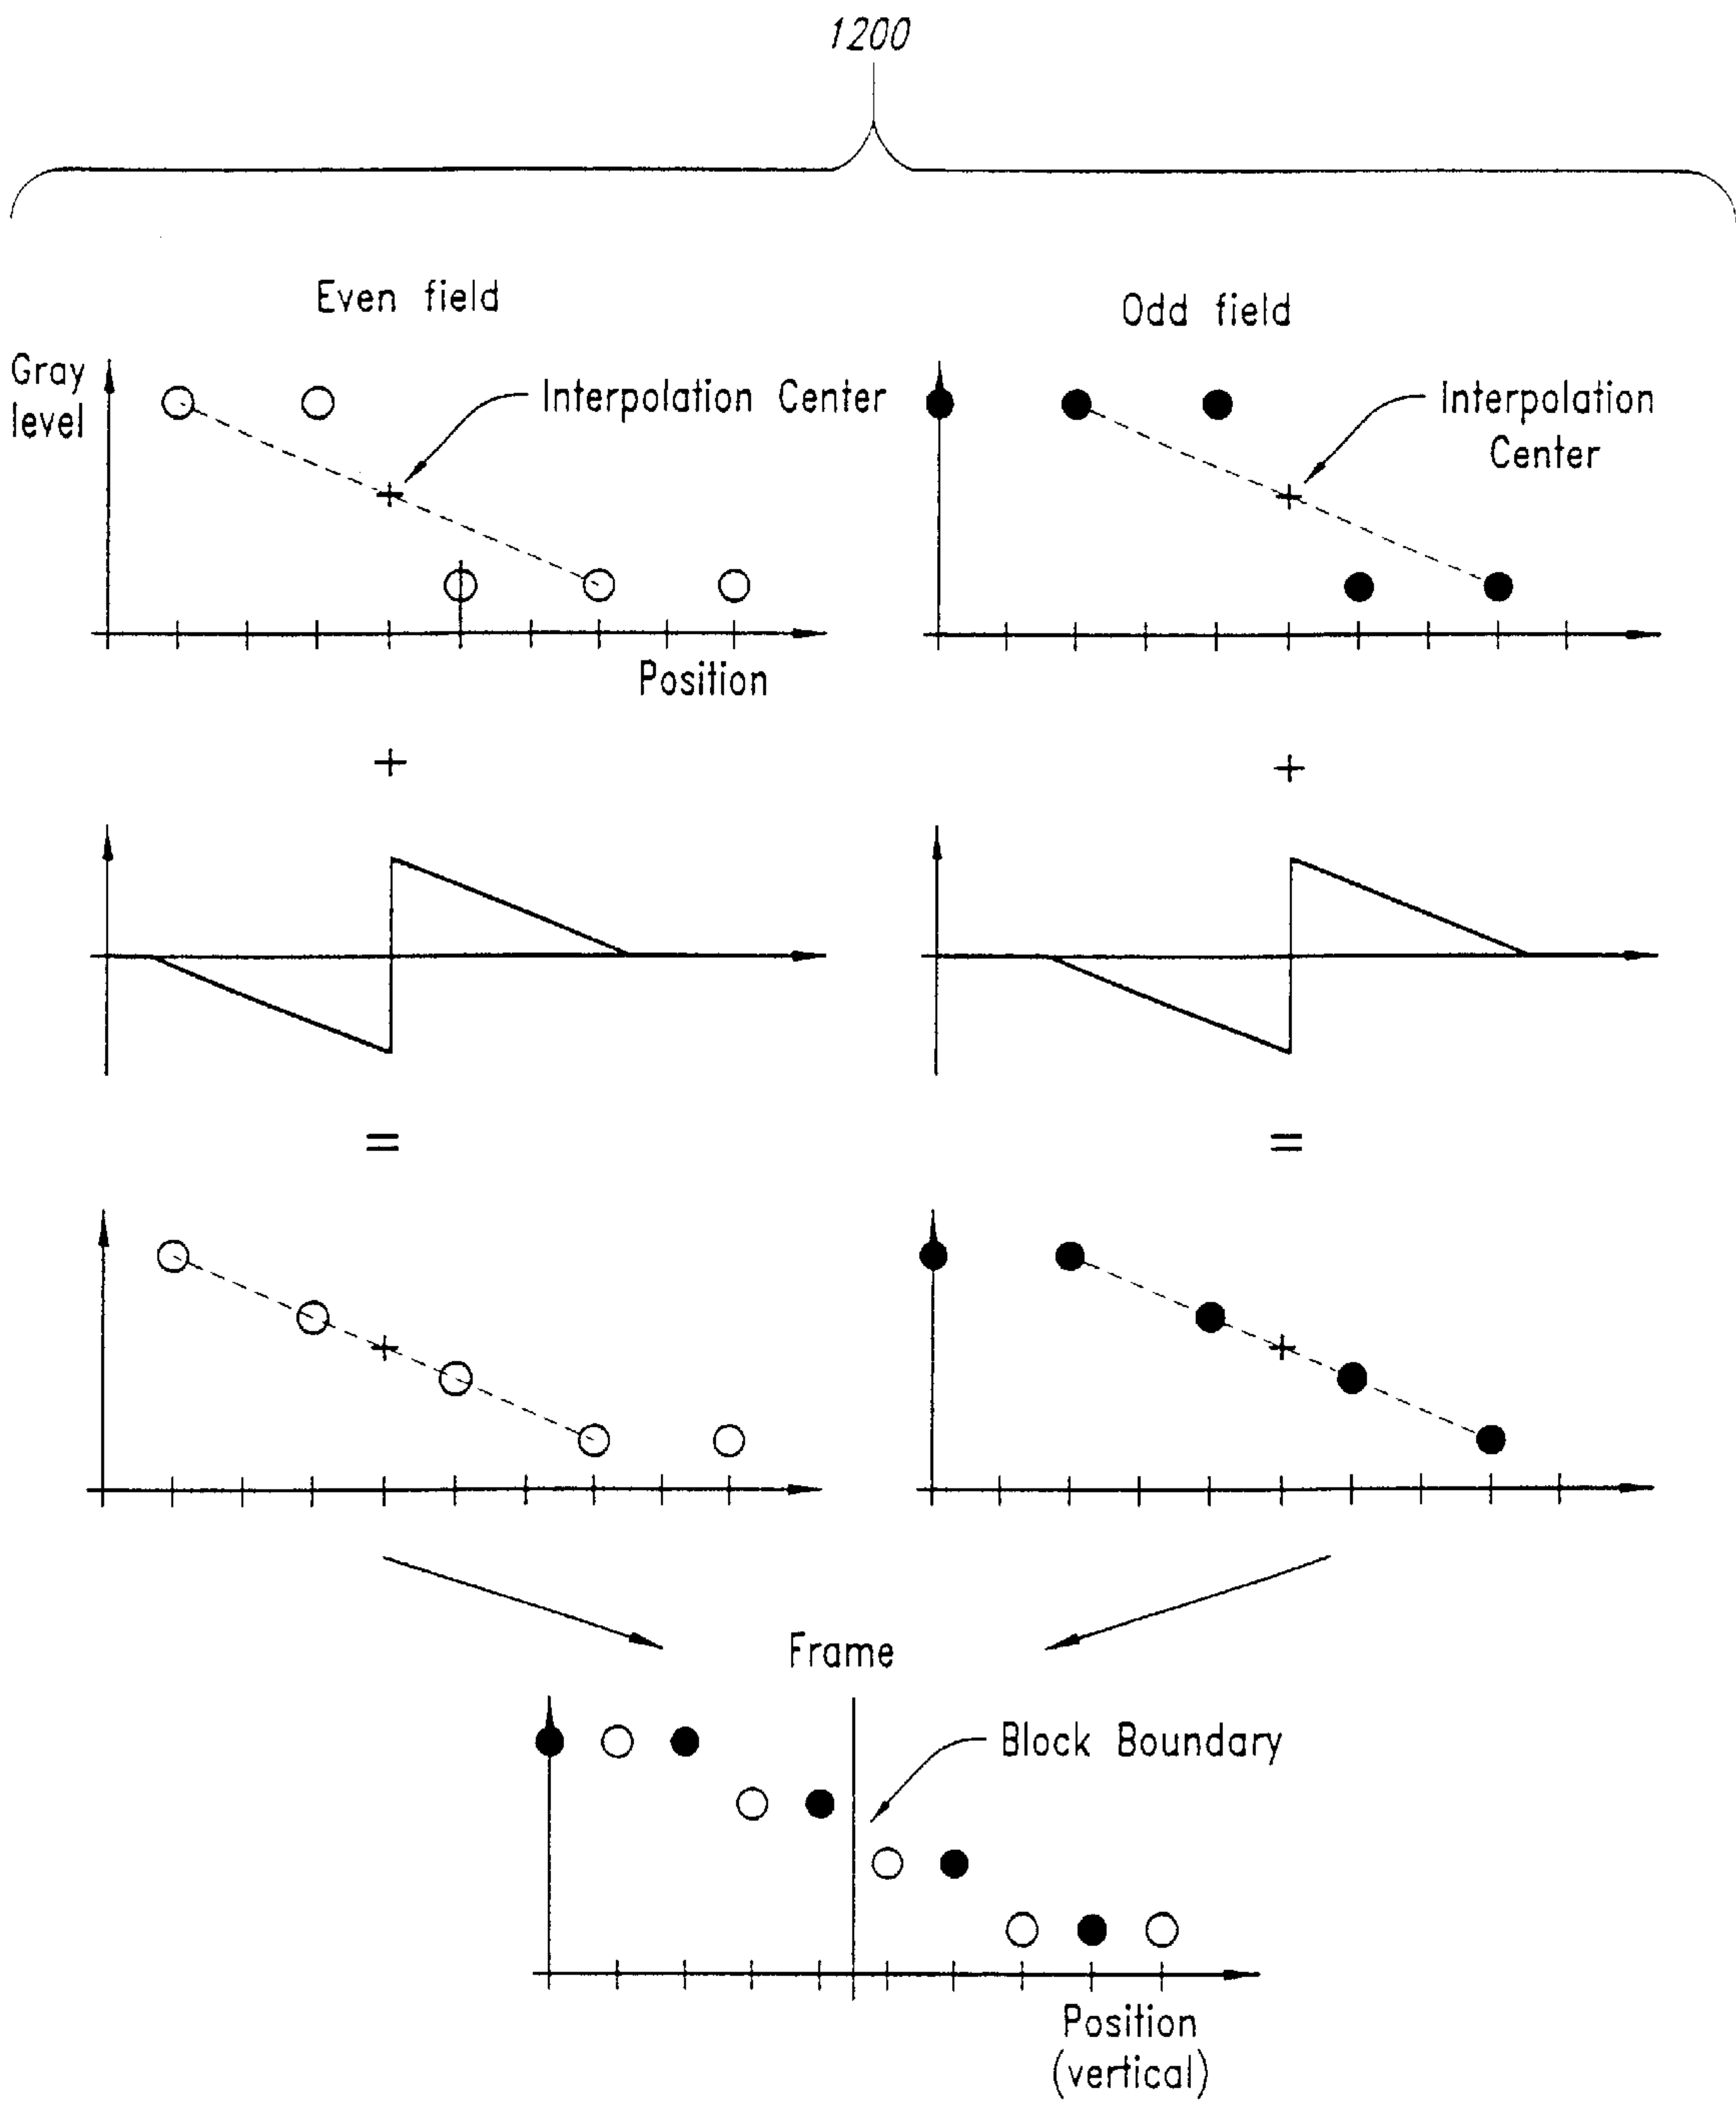 1200
Even field
Odd field
Gray
level
Interpolation Center
Interpolation
Center
Position
+
+
=
=
Frame
Block Boundary
Position
(vertical)